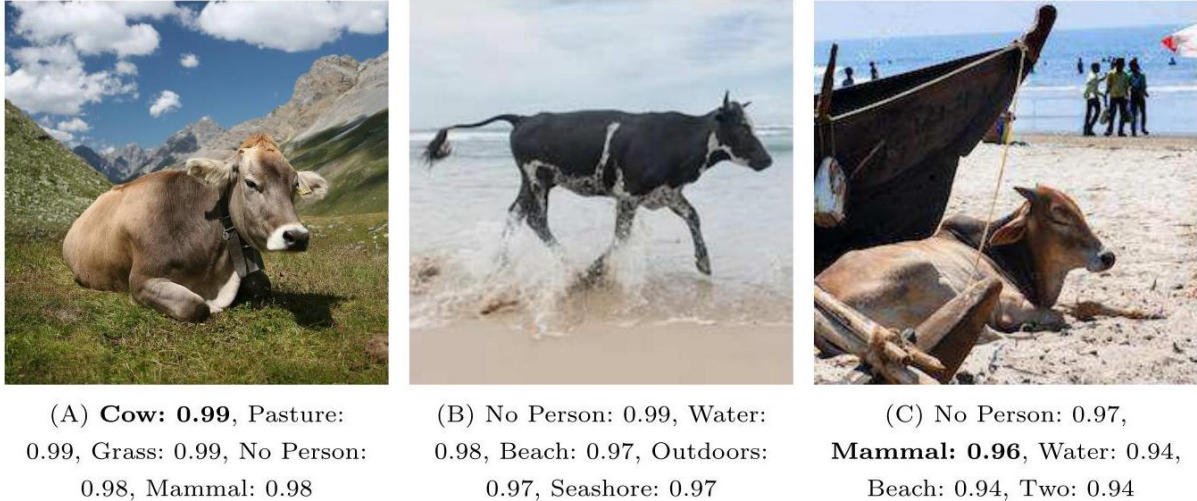 (A) Cow: 0.99, Pasture:
0.99, Grass: 0.99, No Person:
0.98, Mammal: 0.98
(B) No Person: 0.99, Water:
0.98, Beach: 0.97, Outdoors:
0.97, Seashore: 0.97
(C) No Person: 0.97,
Mammal: 0.96, Water: 0.94,
Beach: 0.94, Two: 0.94